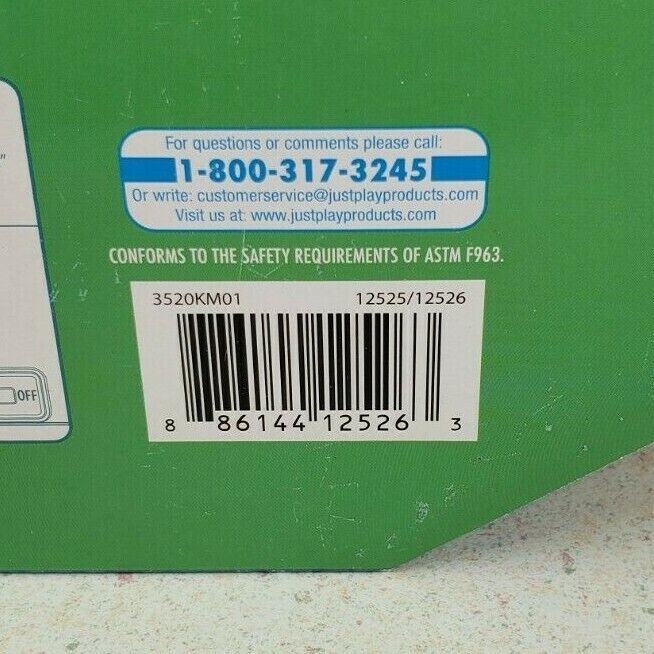 "
OFF
For questions or comments please call:
1-800-317-3245
Or write: customerservice@justplayproducts.com
Visit us at: www.justplayproducts.com
CONFORMS TO THE SAFETY REQUIREMENTS OF ASTM F963.
3520KM01 12525/12526
8 86144 12526 3